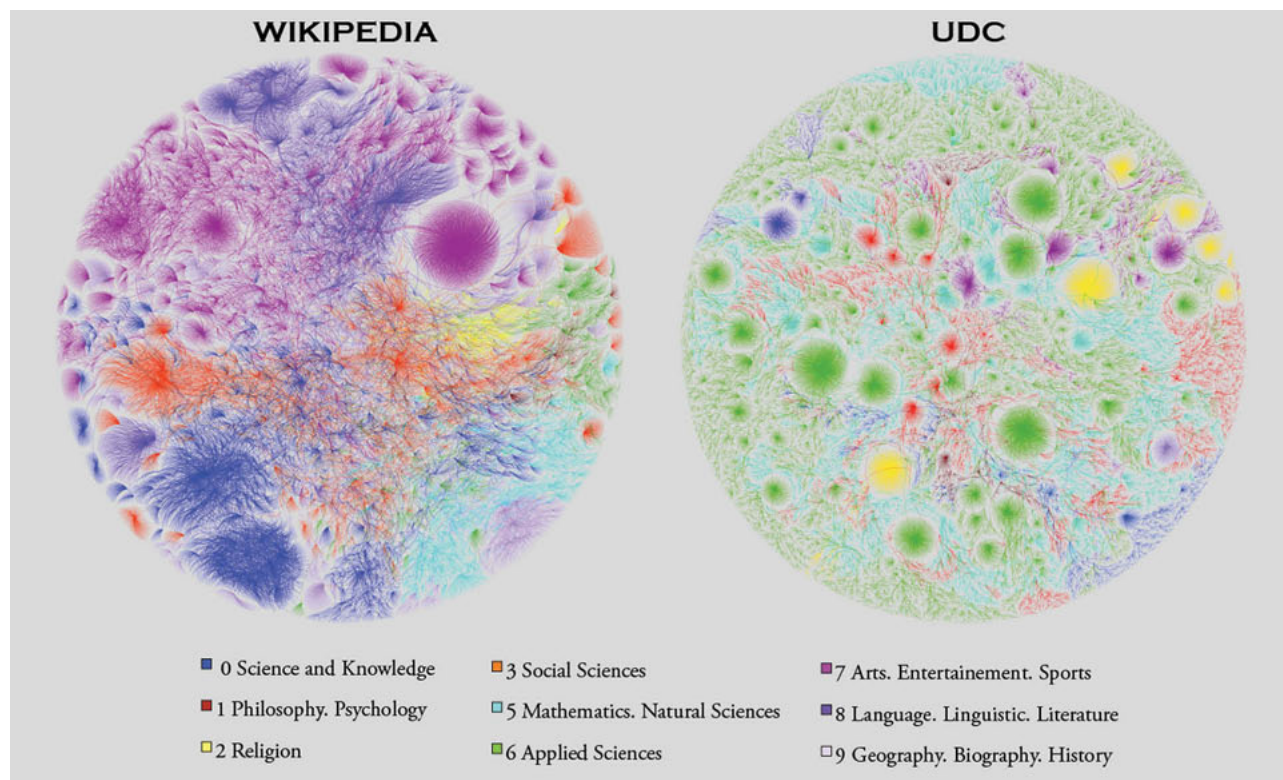 WIKIPEDIA
UDC
0 Science and Knowledge
1 Philosophy. Psychology
2 Religion
3 Social Sciences
5 Mathematics. Natural Sciences
6 Applied Sciences
7 Arts. Entertainement. Sports
8 Language. Linguistic. Literature
9 Geography. Biography. History